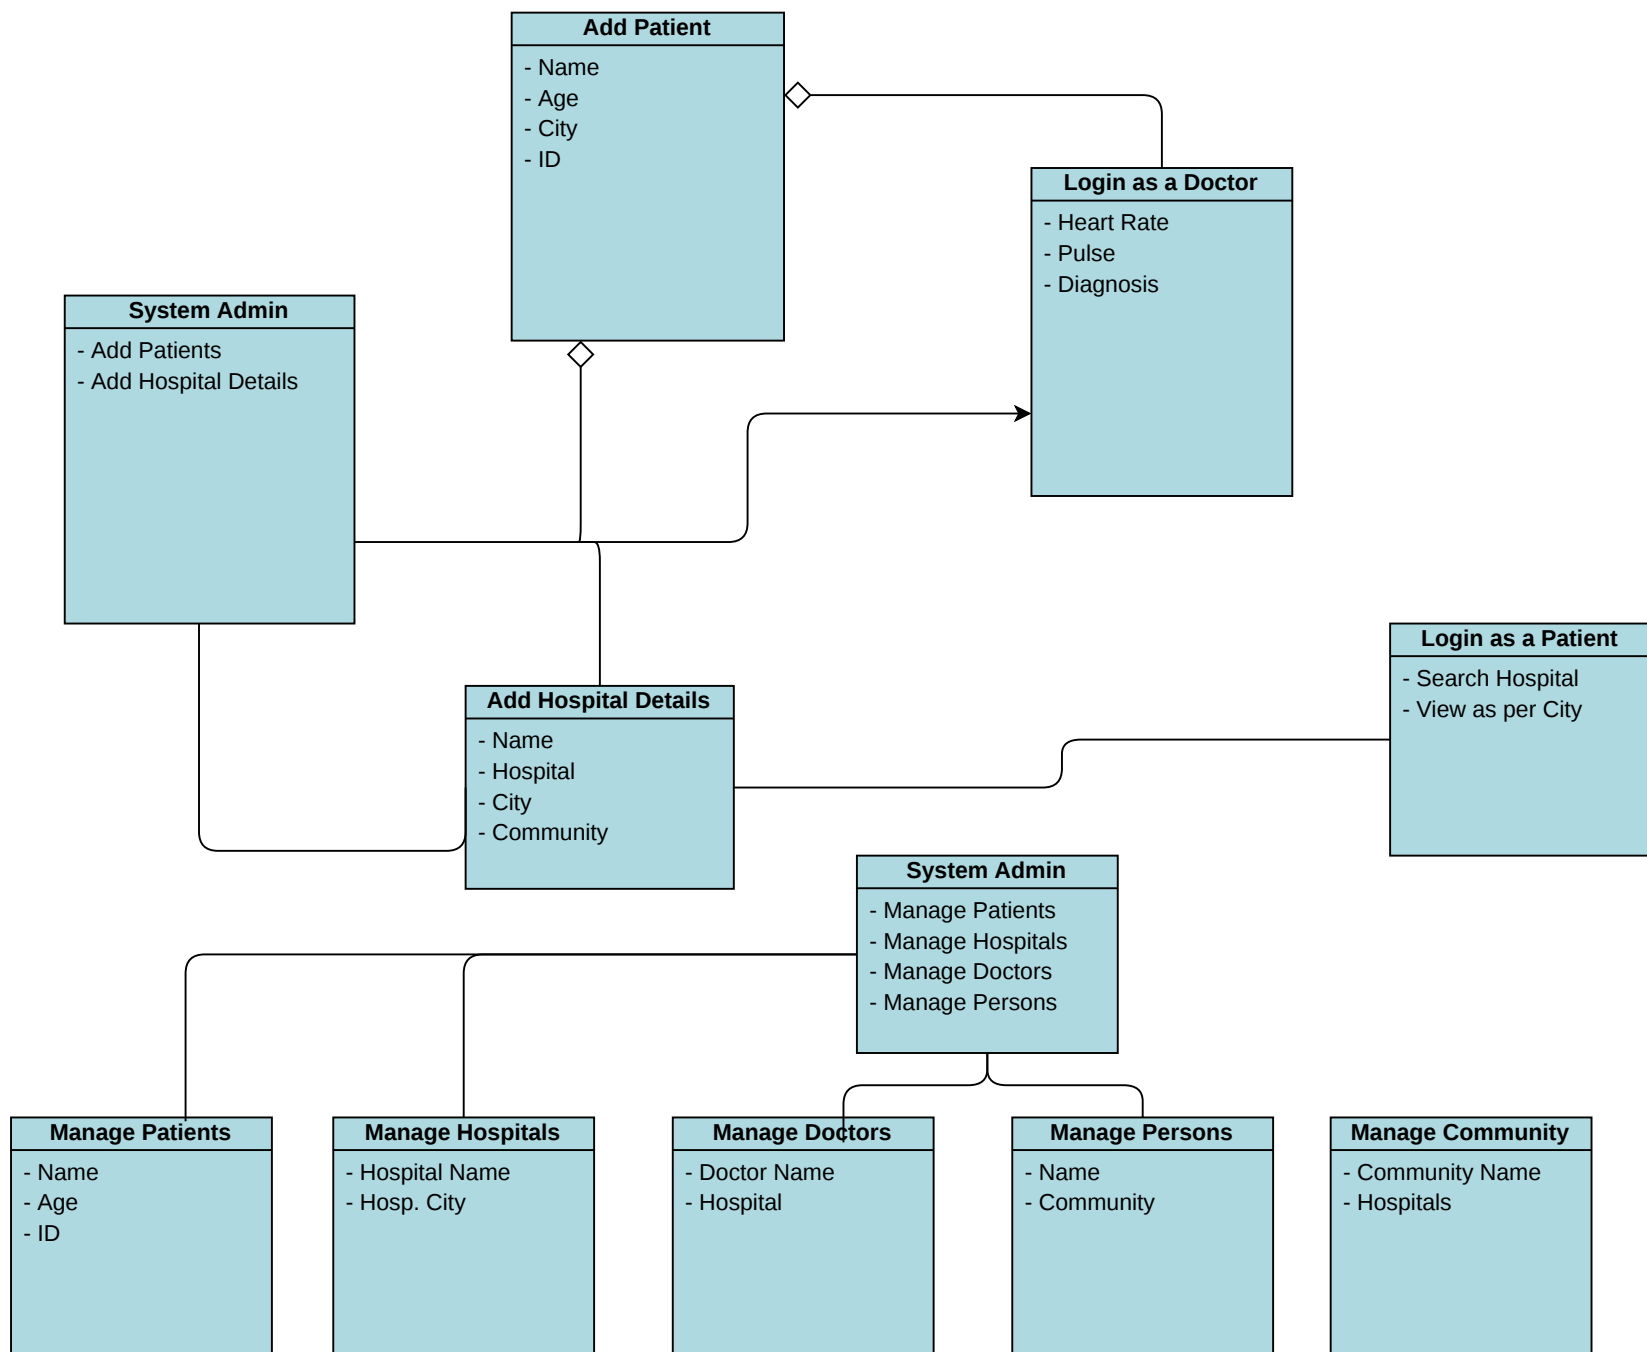 Add Patient
- Name
- Age
- City
- ID
Login as a Doctor
- Heart Rate
- Pulse
- Diagnosis
System Admin
- Add Patients
- Add Hospital Details
Login as a Patient
- Search Hospital
- View as per City
Add Hospital Details
- Name
- Hospital
- City
- Community
System Admin
- Manage Patients
- Manage Hospitals
- Manage Doctors
- Manage Persons
Manage Patients
- Name
- Age
- ID
Manage Hospitals
- Hospital Name
- Hosp. City
Manage Doctors
- Doctor Name
- Hospital
Manage Persons
- Name
- Community
Manage Community
- Community Name
- Hospitals